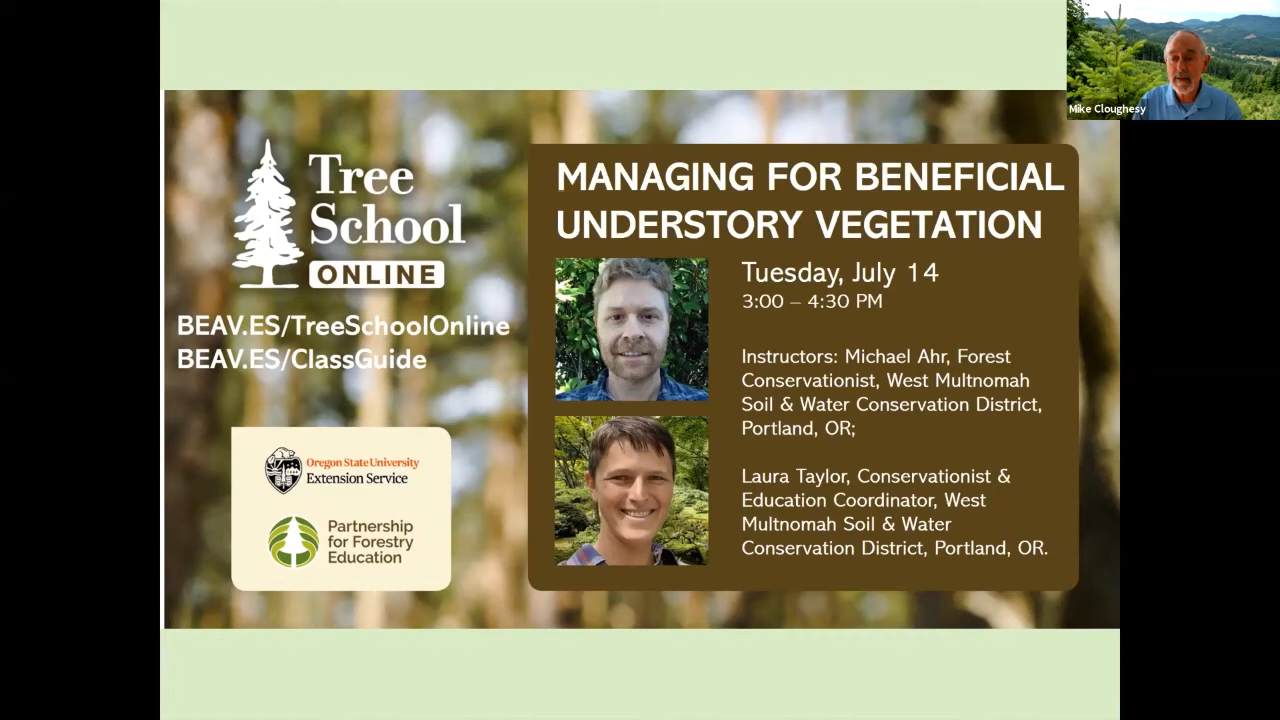 Mike Cloughesy
Tree
School
ONLINE
BEAV.ES/TreeSchoolOnline
BEAV.ES/ClassGuide
Oregon State University
Extension Service
Partnership
for Forestry
Education
MANAGING FOR BENEFICIAL
UNDERSTORY VEGETATION
Tuesday, July 14
3:00 – 4:30 PM
Instructors: Michael Ahr, Forest
Conservationist, West Multnomah
Soil & Water Conservation District,
Portland, OR;
Laura Taylor, Conservationist &
Education Coordinator, West
Multnomah Soil & Water
Conservation District, Portland, OR.